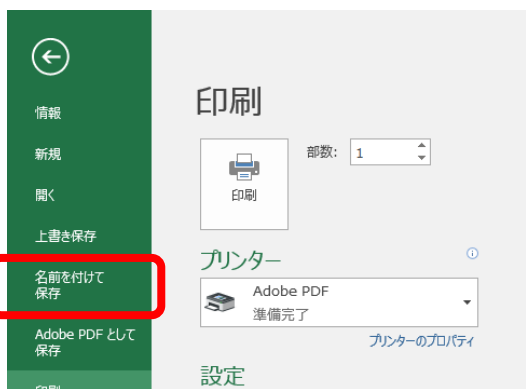 情報
新規
開く
上書き保存
名前を付けて
保存
Adobe PDF として
保存
印刷
印刷
部数: 1
印刷
プリンター
Adobe PDF
準備完了
プリンターのプロパティ
設定